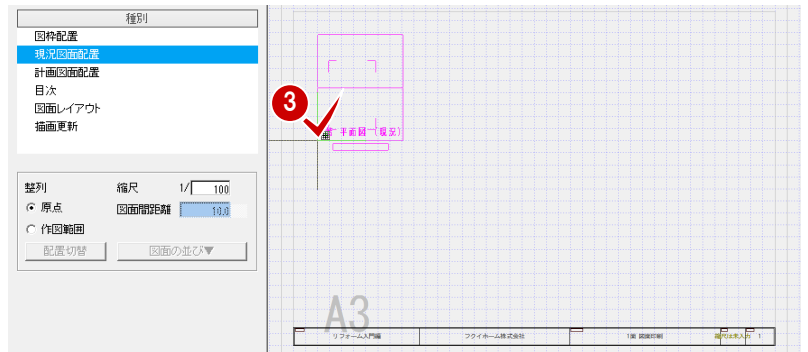 種別
図枠配置
現況図面配置
計画図面配置
目次
図面レイアウト
描画更新
整列
縮尺 1/ 100
原点
図面間距離 10.0
作図範囲
配置切替
図面の並び▼
3
平面図 (現況)
A3
リフォーム入門編
フクイホーム株式会社
1面 図面印刷
1